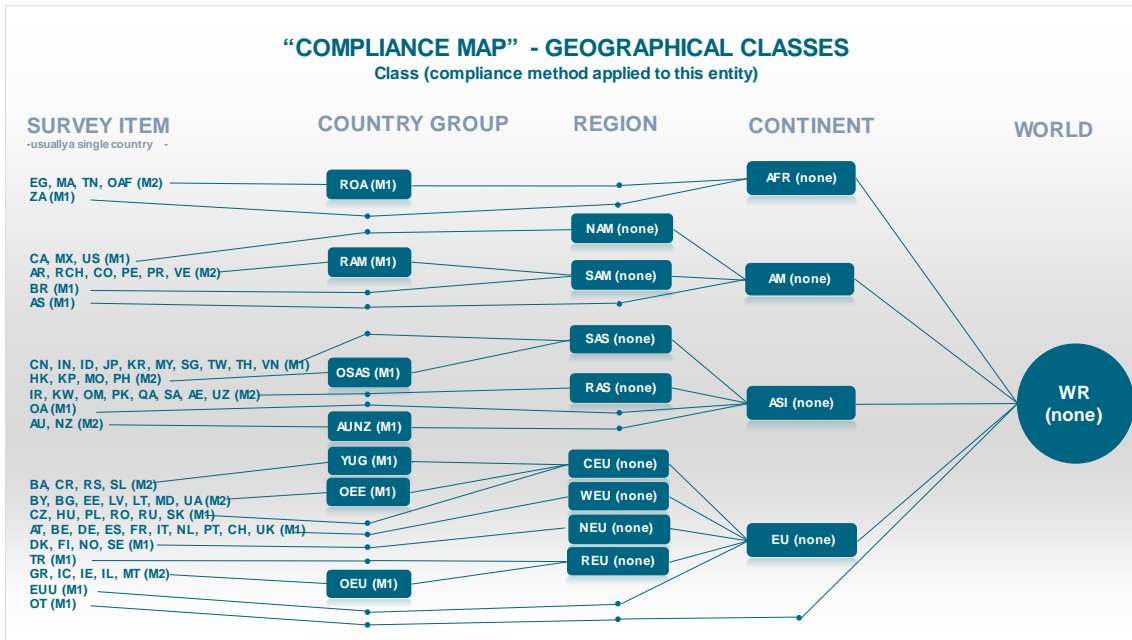 “COMPLIANCE MAP” - GEOGRAPHICAL CLASSES
Class (compliance method applied to this entity)
SURVEY ITEM
-usually a single country -
COUNTRY GROUP
REGION
CONTINENT
WORLD
EG, MA, TN, OAF (M2)
ZA (M1)
ROA (M1)
AFR (none)
NAM (none)
CA, MX, US (M1)
AR, RCH, CO, PE, PR, VE (M2)
BR (M1)
AS (M1)
RAM (M1)
SAM (none)
AM (none)
SAS (none)
CN, IN, ID, JP, KR, MY, SG, TW, TH, VN (M1)
HK, KP, MO, PH (M2)
IR, KW, OM, PK, QA, SA, AE, UZ (M2)
OA (M1)
AU, NZ (M2)
OSAS (M1)
RAS (none)
ASI (none)
AUNZ (M1)
WR
(none)
YUG (M1)
CEU (none)
BA, CR, RS, SL (M2)
BY, BG, EE, LV, LT, MD, UA (M2)
CZ, HU, PL, RO, RU, SK (M1)
AT, BE, DE, ES, FR, IT, NL, PT, CH, UK (M1)
DK, FI, NO, SE (M1)
TR (M1)
GR, IC, IE, IL, MT (M2)
EUU (M1)
OT (M1)
OEE (M1)
WEU (none)
NEU (none)
EU (none)
REU (none)
OEU (M1)